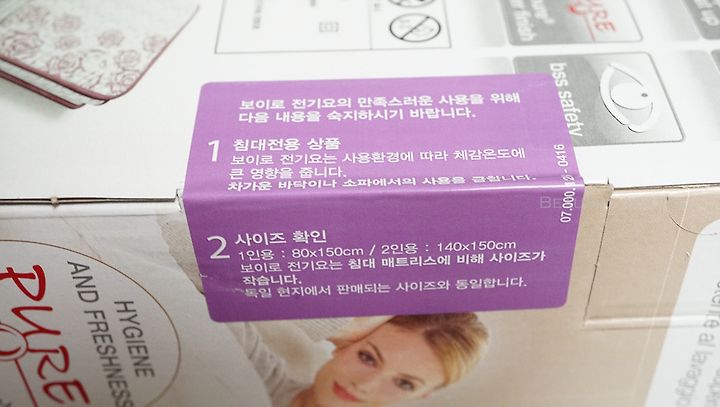 보이로 전기요의 만족스러운 사용을 위해
다음 내용을 숙지하시기 바랍니다.
1 침대전용 상품
보이로 전기요는 사용환경에 따라 체감온도에
큰 영향을 줍니다.
차가운 바닥이나 소파에서의 사용을 금합니다.
2 사이즈 확인
1인용 : 80x150cm / 2인용 : 140x150cm
보이로 전기요는 침대 매트리스에 비해 사이즈가
작습니다.
독일 현지에서 판매되는 사이즈와 동일합니다.
bss safety
PURE
HYGIENE
AND FRESHNESS
PURE